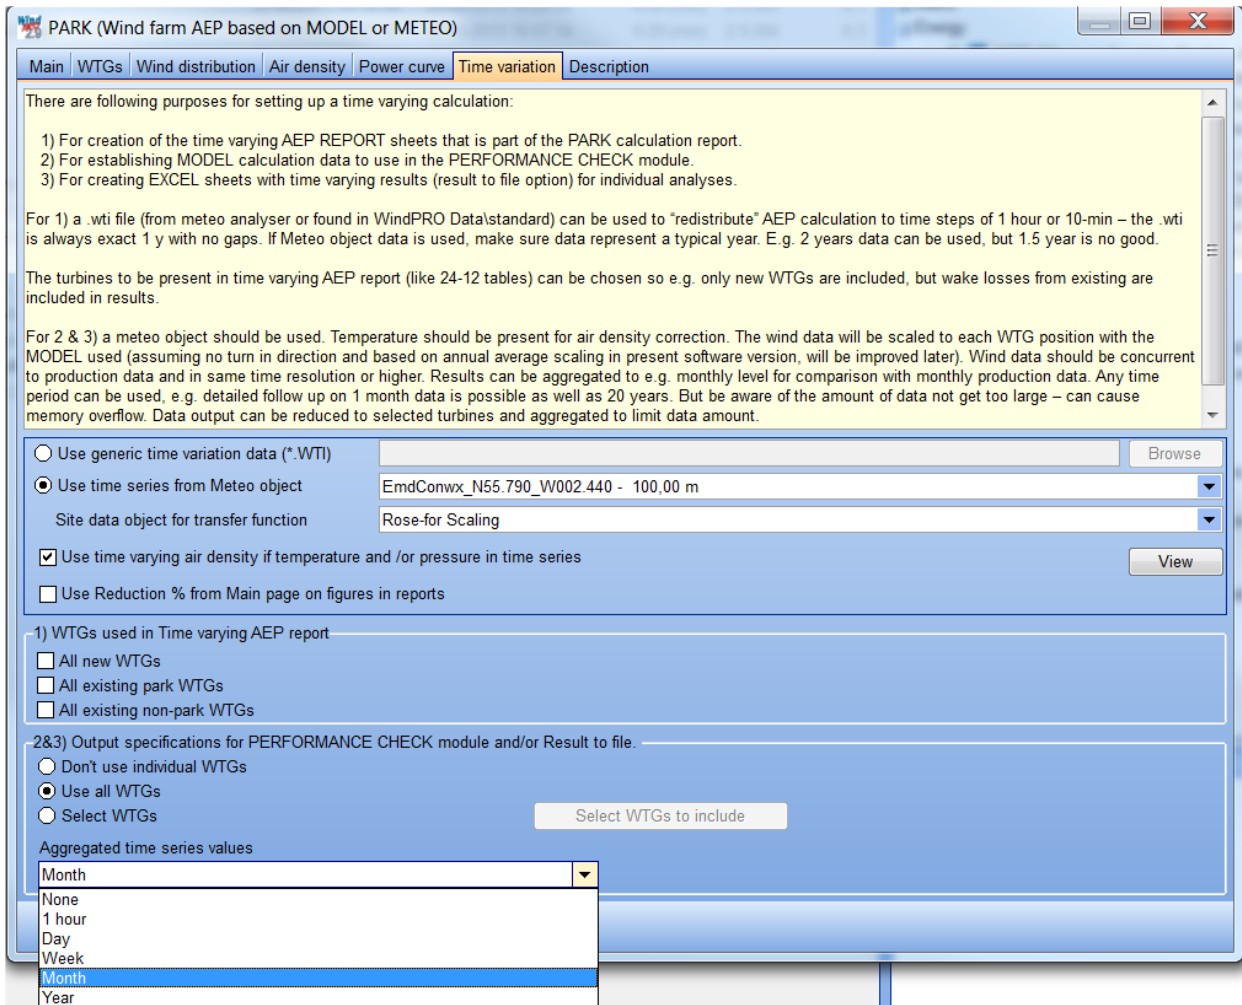 PARK (Wind farm AEP based on MODEL or METEO)
Main WTGs Wind distribution Air density Power curve Time variation Description
There are following purposes for setting up a time varying calculation:
1) For creation of the time varying AEP REPORT sheets that is part of the PARK calculation report.
2) For establishing MODEL calculation data to use in the PERFORMANCE CHECK module.
3) For creating EXCEL sheets with time varying results (result to file option) for individual analyses.
For 1) a .wti file (from meteo analyser or found in WindPRO Data\standard) can be used to “redistribute” AEP calculation to time steps of 1 hour or 10-min – the .wti
is always exact 1 y with no gaps. If Meteo object data is used, make sure data represent a typical year. E.g. 2 years data can be used, but 1.5 year is no good.
The turbines to be present in time varying AEP report (like 24-12 tables) can be chosen so e.g. only new WTGs are included, but wake losses from existing are
included in results.
For 2 & 3) a meteo object should be used. Temperature should be present for air density correction. The wind data will be scaled to each WTG position with the
MODEL used (assuming no turn in direction and based on annual average scaling in present software version, will be improved later). Wind data should be concurrent
to production data and in same time resolution or higher. Results can be aggregated to e.g. monthly level for comparison with monthly production data. Any time
period can be used, e.g. detailed follow up on 1 month data is possible as well as 20 years. But be aware of the amount of data not get too large – can cause
memory overflow. Data output can be reduced to selected turbines and aggregated to limit data amount.
Use generic time variation data (*.WTI) Browse
Use time series from Meteo object EmdConwx_N55.790_W002.440 - 100,00 m
Site data object for transfer function Rose-for Scaling
Use time varying air density if temperature and /or pressure in time series View
Use Reduction % from Main page on figures in reports
1) WTGs used in Time varying AEP report
All new WTGs
All existing park WTGs
All existing non-park WTGs
2&3) Output specifications for PERFORMANCE CHECK module and/or Result to file.
Don't use individual WTGs
Use all WTGs
Select WTGs Select WTGs to include
Aggregated time series values
Month
None
1 hour
Day
Week
Month
Year